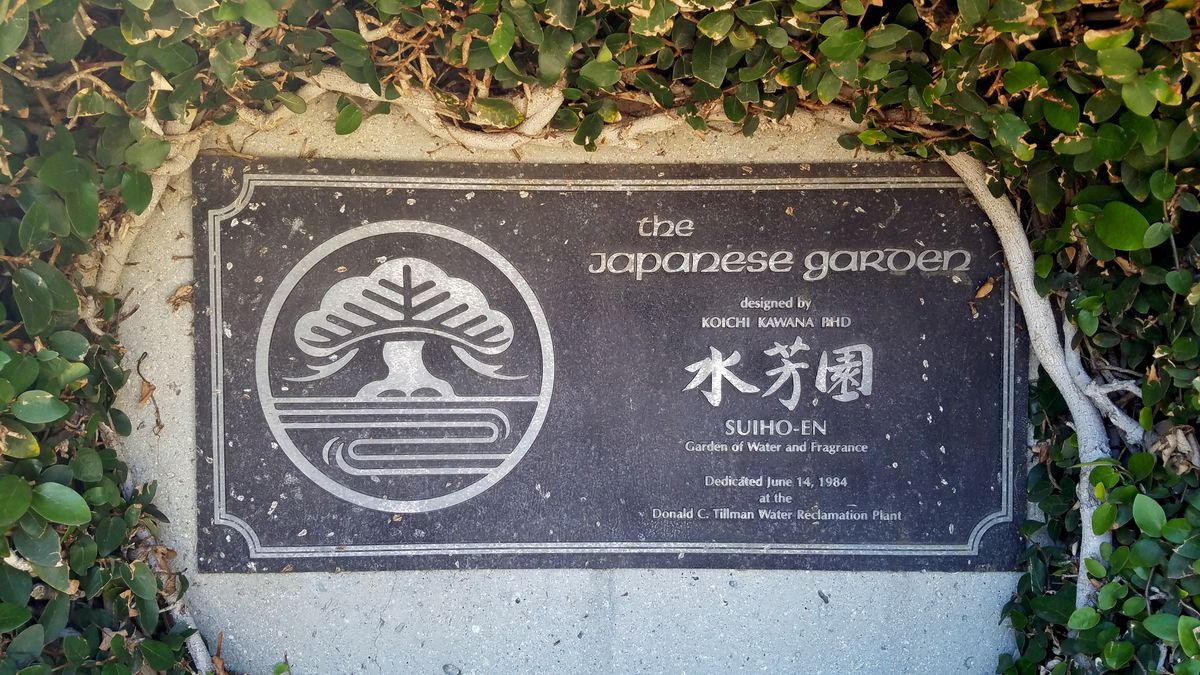 the
Japanese garden
designed by
KOICHI KAWANA PHD
水芳園
SUIHO-EN
Garden of Water and Fragrance
Dedicated June 14, 1984
at the
Donald C. Tillman Water Reclamation Plant